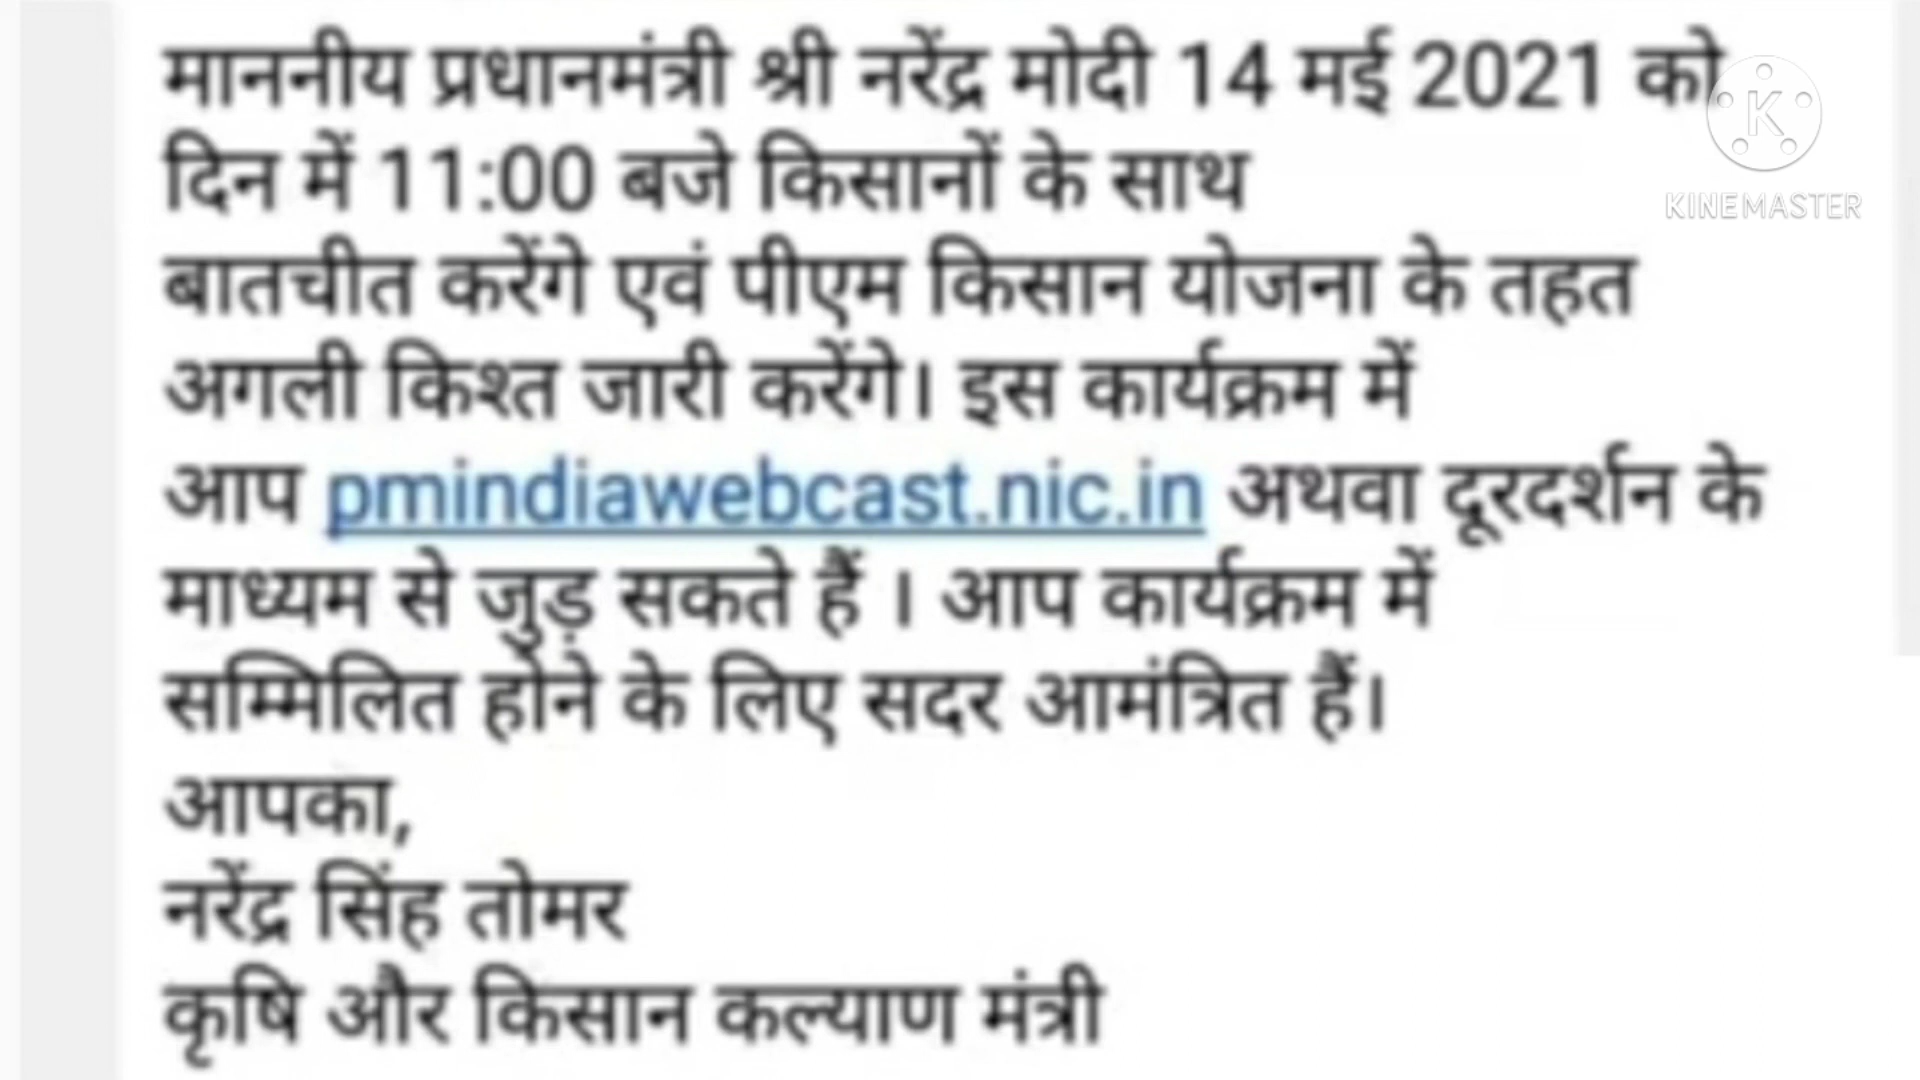 माननीय प्रधानमंत्री श्री नरेंद्र मोदी 14 मई 2021 को
दिन में 11:00 बजे किसानों के साथ
बातचीत करेंगे एवं पीएम किसान योजना के तहत
अगली किश्त जारी करेंगे। इस कार्यक्रम में
आप pmindiawebcast.nic.in अथवा दूरदर्शन के
माध्यम से जुड़ सकते हैं । आप कार्यक्रम में
सम्मिलित होने के लिए सदर आमंत्रित हैं।
आपका,
नरेंद्र सिंह तोमर
कृषि और किसान कल्याण मंत्री
K
KINEMASTER